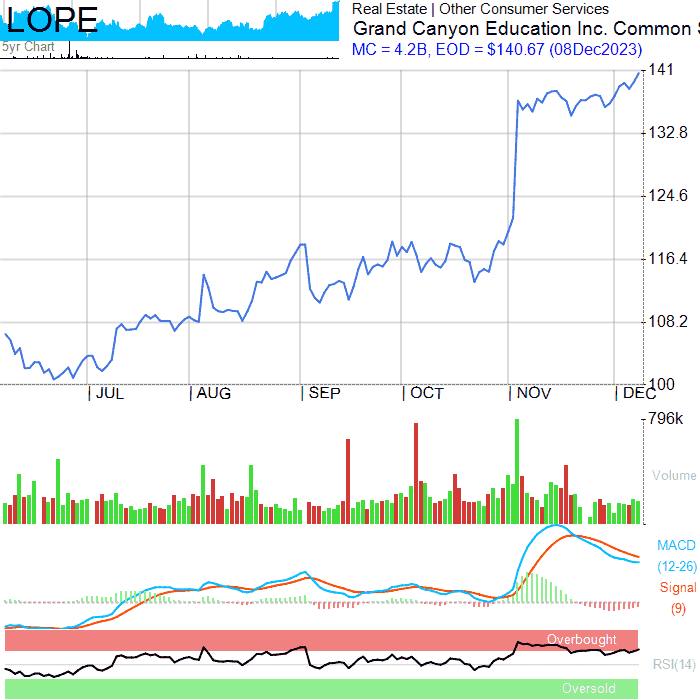 LOPE
5yr Chart
Real Estate | Other Consumer Services
Grand Canyon Education Inc. Common S
MC = 4.2B, EOD = $140.67 (08Dec2023)
141
132.8
124.6
116.4
108.2
100
JUL AUG SEP OCT NOV DEC
796k
Volume
MACD
(12-26)
Signal
(9)
Overbought
RSI(14)
Oversold